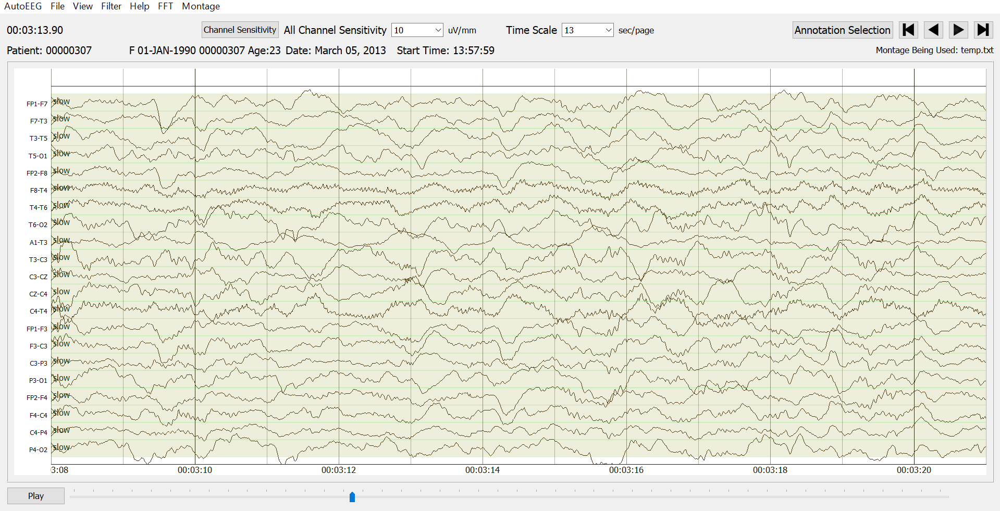 AutoEEG File View Filter Help FFT Montage
00:03:13.90 Channel Sensitivity All Channel Sensitivity 10 uV/mm Time Scale 13 sec/page Annotation Selection
Patient: 00000307 F 01-JAN-1990 00000307 Age:23 Date: March 05, 2013 Start Time: 13:57:59 Montage Being Used: temp.txt
FP1-F7 slow
F7-T3 slow
T3-T5 slow
T5-O1 slow
FP2-F8 slow
F8-T4 slow
T4-T6 slow
T6-O2 slow
A1-T3 slow
T3-C3 slow
C3-CZ slow
CZ-C4 slow
C4-T4 slow
FP1-F3 slow
F3-C3 slow
C3-P3 slow
P3-O1 slow
FP2-F4 slow
F4-C4 slow
C4-P4 slow
P4-O2 slow
3:08 00:03:10 00:03:12 00:03:14 00:03:16 00:03:18 00:03:20
Play